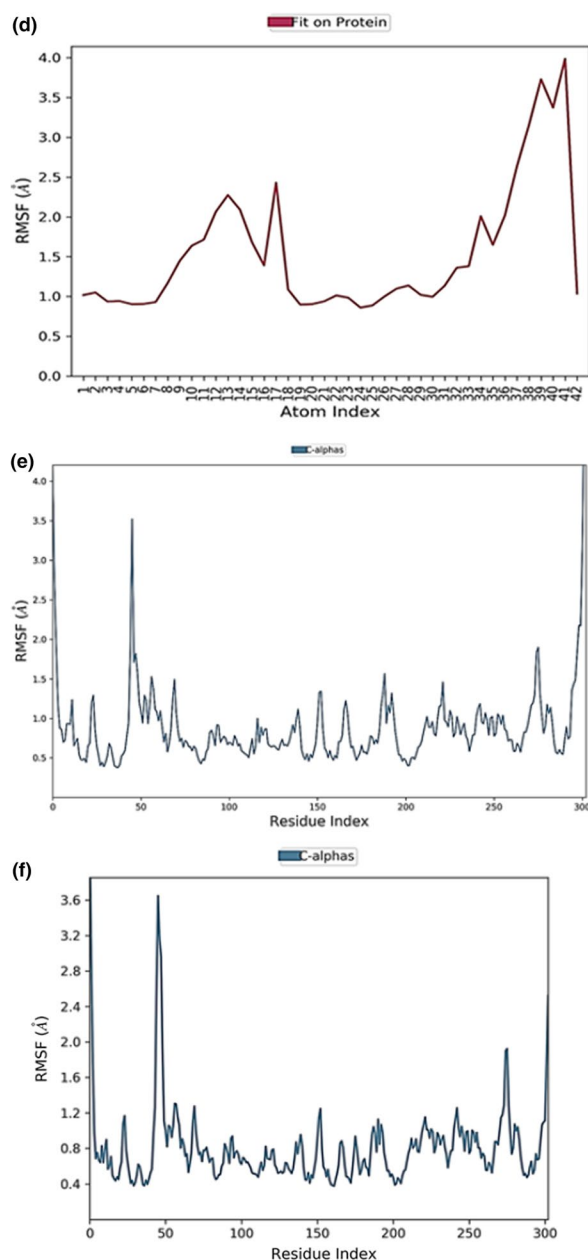 (d)
Fit on Protein
4.0
3.5
3.0
2.5
2.0
1.5
1.0
0.5
0.0
RMSF (Å)
1 2 3 4 5 6 7 8 9 10 11 12 13 14 15 16 17 18 19 20 21 22 23 24 25 26 27 28 29 30 31 32 33 34 35 36 37 38 39 40 41 42
Atom Index
(e)
C-alphas
4.0
3.5
3.0
2.5
2.0
1.5
1.0
0.5
RMSF (Å)
0 50 100 150 200 250 300
Residue Index
(f)
C-alphas
3.6
3.2
2.8
2.4
2.0
1.6
1.2
0.8
0.4
RMSF (Å)
0 50 100 150 200 250 300
Residue Index